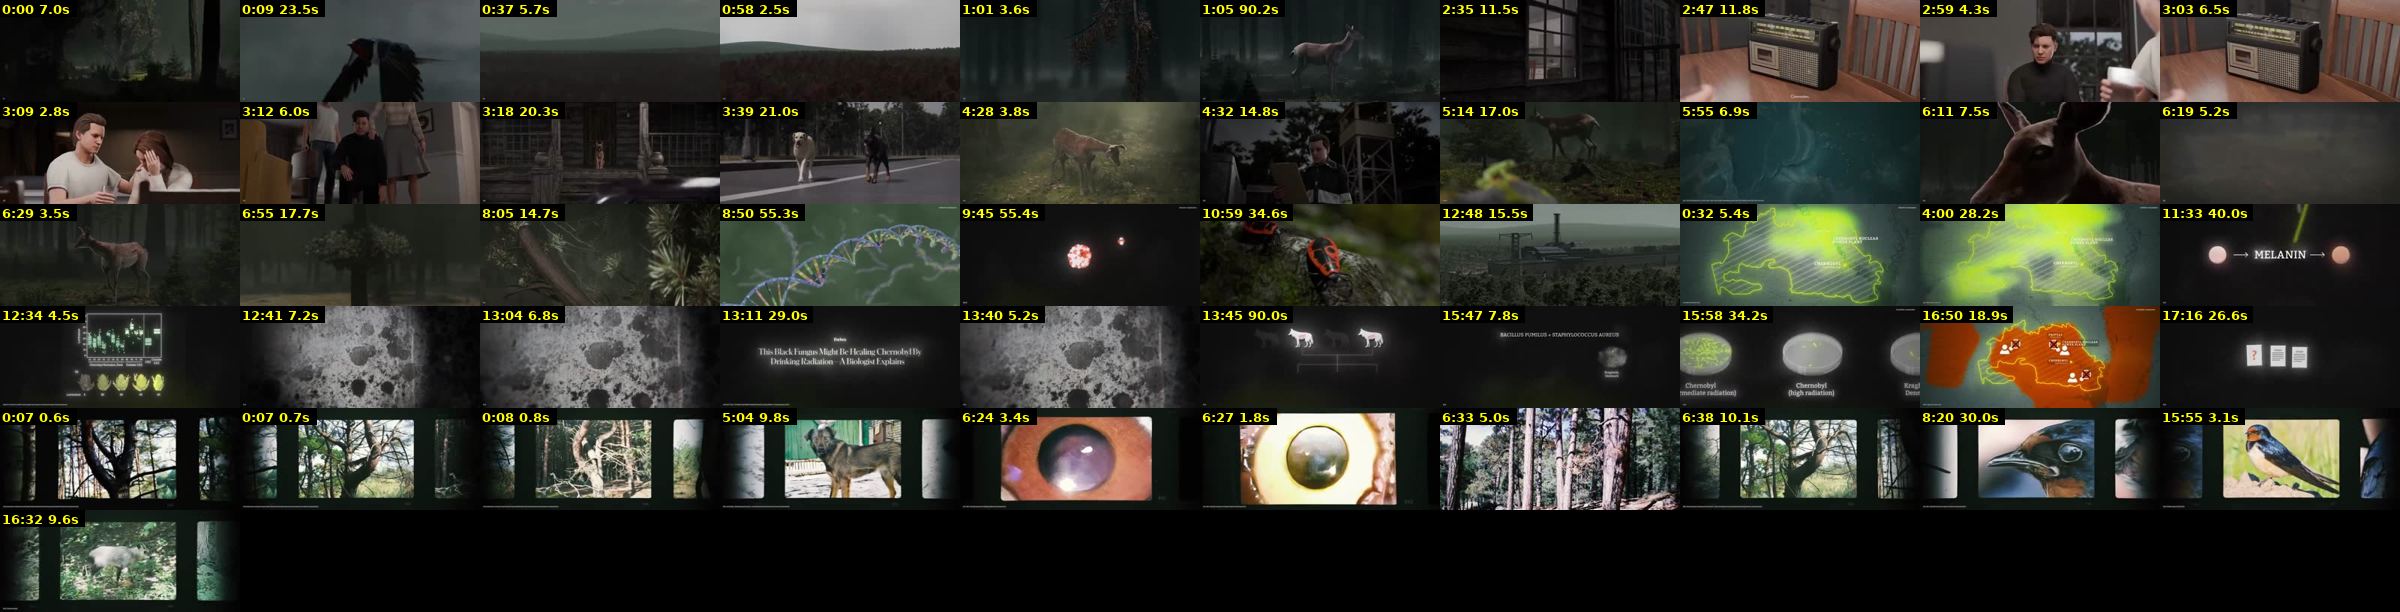 0:00 7.0s
0:09 23.5s
0:37 5.7s
0:58 2.5s
1:01 3.6s
1:05 90.2s
2:35 11.5s
2:47 11.8s
2:59 4.3s
3:03 6.5s
3:09 2.8s
3:12 6.0s
3:18 20.3s
3:39 21.0s
4:28 3.8s
4:32 14.8s
5:14 17.0s
5:55 6.9s
6:11 7.5s
6:19 5.2s
6:29 3.5s
6:55 17.7s
8:05 14.7s
8:50 55.3s
9:45 55.4s
10:59 34.6s
12:48 15.5s
0:32 5.4s
CHERNOBYL NUCLEAR
POWER PLANT
CHERNOBYL
4:00 28.2s
CHERNOBYL NUCLEAR
POWER PLANT
CHERNOBYL
11:33 40.0s
MELANIN
12:34 4.5s
12:41 7.2s
13:04 6.8s
13:11 29.0s
Forbes
This Black Fungus Might Be Healing Chernobyl By
Drinking Radiation – A Biologist Explains
13:40 5.2s
13:45 90.0s
15:47 7.8s
BACILLUS PUMILUS + STAPHYLOCOCCUS AUREUS
15:58 34.2s
Chernobyl
(high radiation)
16:50 18.9s
17:16 26.6s
0:07 0.6s
0:07 0.7s
0:08 0.8s
5:04 9.8s
6:24 3.4s
6:27 1.8s
6:33 5.0s
6:38 10.1s
8:20 30.0s
15:55 3.1s
16:32 9.6s